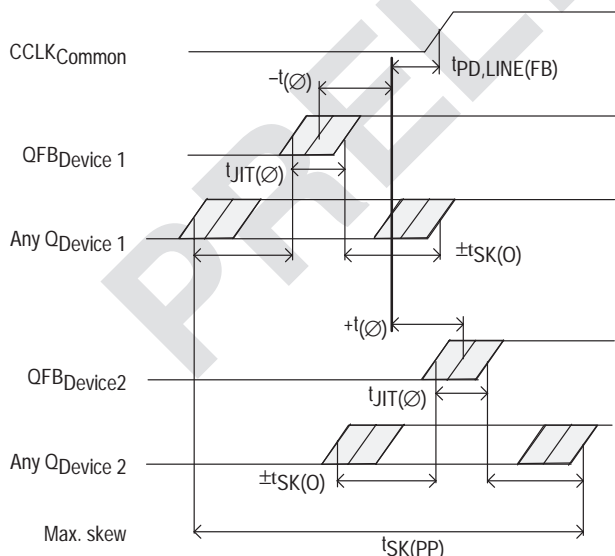 CCLKCommon
tPD,LINE(FB)
–t(∅)
QFBDevice 1
tJIT(∅)
Any QDevice 1
±tSK(O)
+t(∅)
QFBDevice2
tJIT(∅)
Any QDevice 2
±tSK(O)
Max. skew
tSK(PP)
PREL